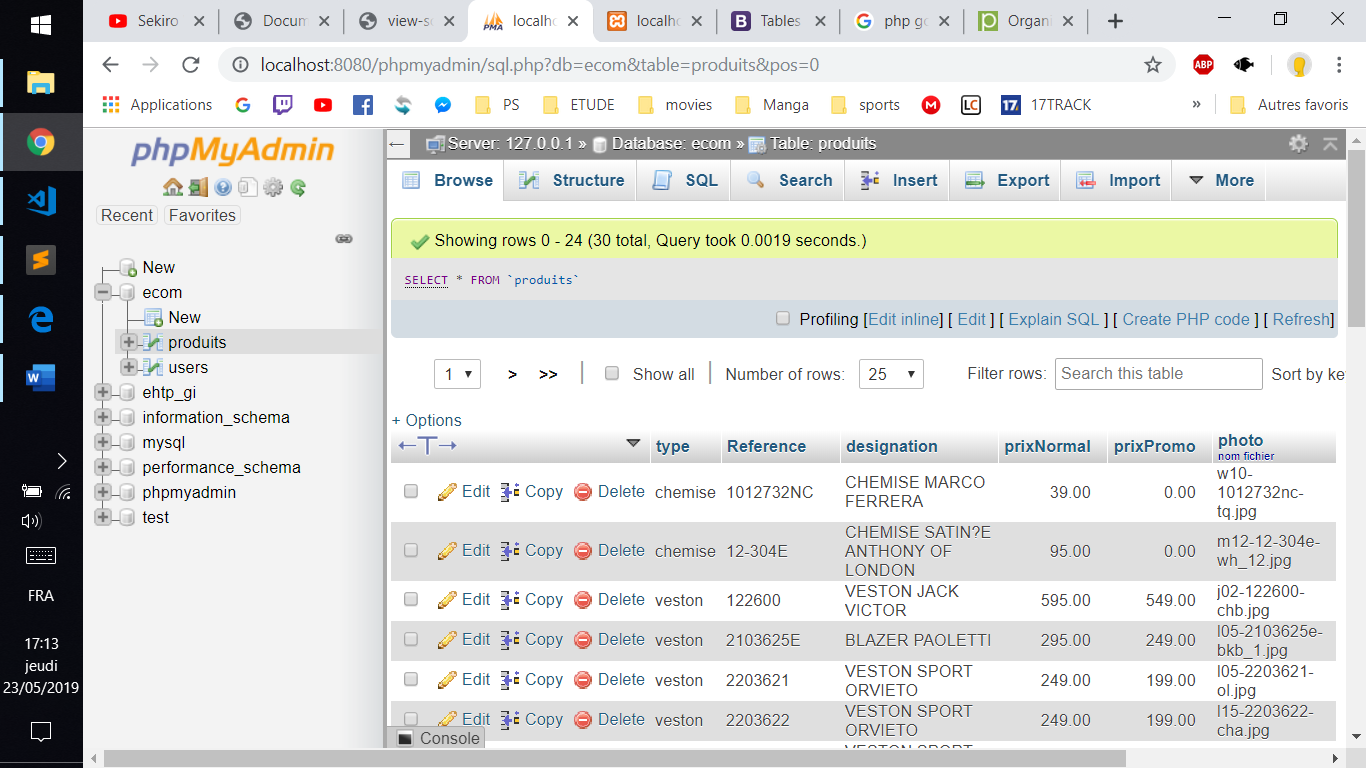 Sekiro
Docum
view-so
localho
localho
Tables
php go
Organi
localhost:8080/phpmyadmin/sql.php?db=ecom&table=produits&pos=0
ABP
Applications
PS
ETUDE
movies
Manga
sports
LC
17TRACK
»
Autres favoris
phpMyAdmin
Recent
Favorites
New
ecom
New
produits
users
ehtp_gi
information_schema
mysql
performance_schema
phpmyadmin
test
FRA
17:13
jeudi
23/05/2019
Server: 127.0.0.1 » Database: ecom » Table: produits
Browse Structure SQL Search Insert Export Import More
Showing rows 0 - 24 (30 total, Query took 0.0019 seconds.)
SELECT * FROM `produits`
Profiling [Edit inline] [ Edit ] [ Explain SQL ] [ Create PHP code ] [ Refresh]
1 > >> Show all Number of rows: 25 Filter rows: Search this table Sort by ke
+ Options
type Reference designation prixNormal prixPromo photo
nom fichier
Edit Copy Delete chemise 1012732NC CHEMISE MARCO FERRERA 39.00 0.00 w10-1012732nc-tq.jpg
Edit Copy Delete chemise 12-304E CHEMISE SATIN?E ANTHONY OF LONDON 95.00 0.00 m12-12-304e-wh_12.jpg
Edit Copy Delete veston 122600 VESTON JACK VICTOR 595.00 549.00 j02-122600-chb.jpg
Edit Copy Delete veston 2103625E BLAZER PAOLETTI 295.00 249.00 l05-2103625e-bkb_1.jpg
Edit Copy Delete veston 2203621 VESTON SPORT ORVIETO 249.00 199.00 l05-2203621-ol.jpg
Edit Copy Delete veston 2203622 VESTON SPORT ORVIETO 249.00 199.00 l15-2203622-cha.jpg
VESTON SPORT
Console